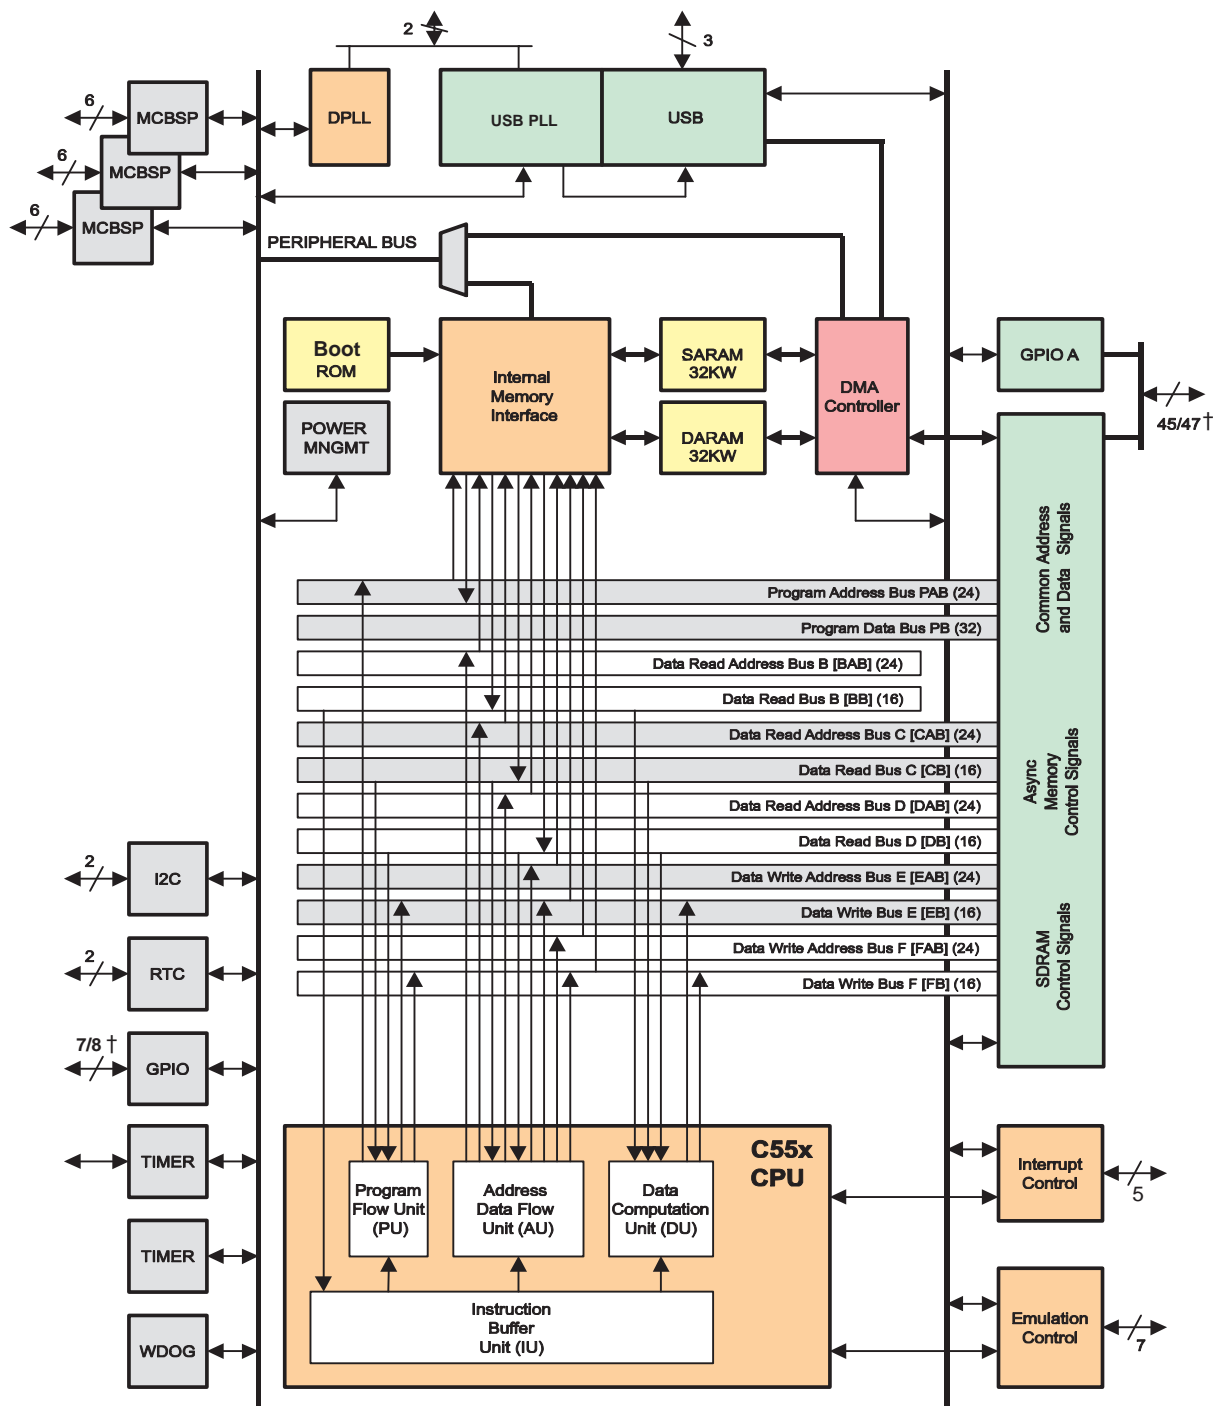 2
3
6
MCBSP
6
MCBSP
6
MCBSP
DPLL
USB PLL
USB
PERIPHERAL BUS
Boot
ROM
POWER
MNGMT
Internal
Memory
Interface
SARAM
32KW
DARAM
32KW
DMA
Controller
GPIO A
45/47 †
Common Address
and Data Signals
Async
Memory
Control Signals
SDRAM
Control Signals
Program Address Bus PAB (24)
Program Data Bus PB (32)
Data Read Address Bus B [BAB] (24)
Data Read Bus B [BB] (16)
Data Read Address Bus C [CAB] (24)
Data Read Bus C [CB] (16)
Data Read Address Bus D [DAB] (24)
Data Read Bus D [DB] (16)
Data Write Address Bus E [EAB] (24)
Data Write Bus E [EB] (16)
Data Write Address Bus F [FAB] (24)
Data Write Bus F [FB] (16)
2
I2C
2
RTC
7/8 †
GPIO
TIMER
TIMER
WDOG
C55x
CPU
Program
Flow Unit
(PU)
Address
Data Flow
Unit (AU)
Data
Computation
Unit (DU)
Instruction
Buffer
Unit (IU)
Interrupt
Control
5
Emulation
Control
7